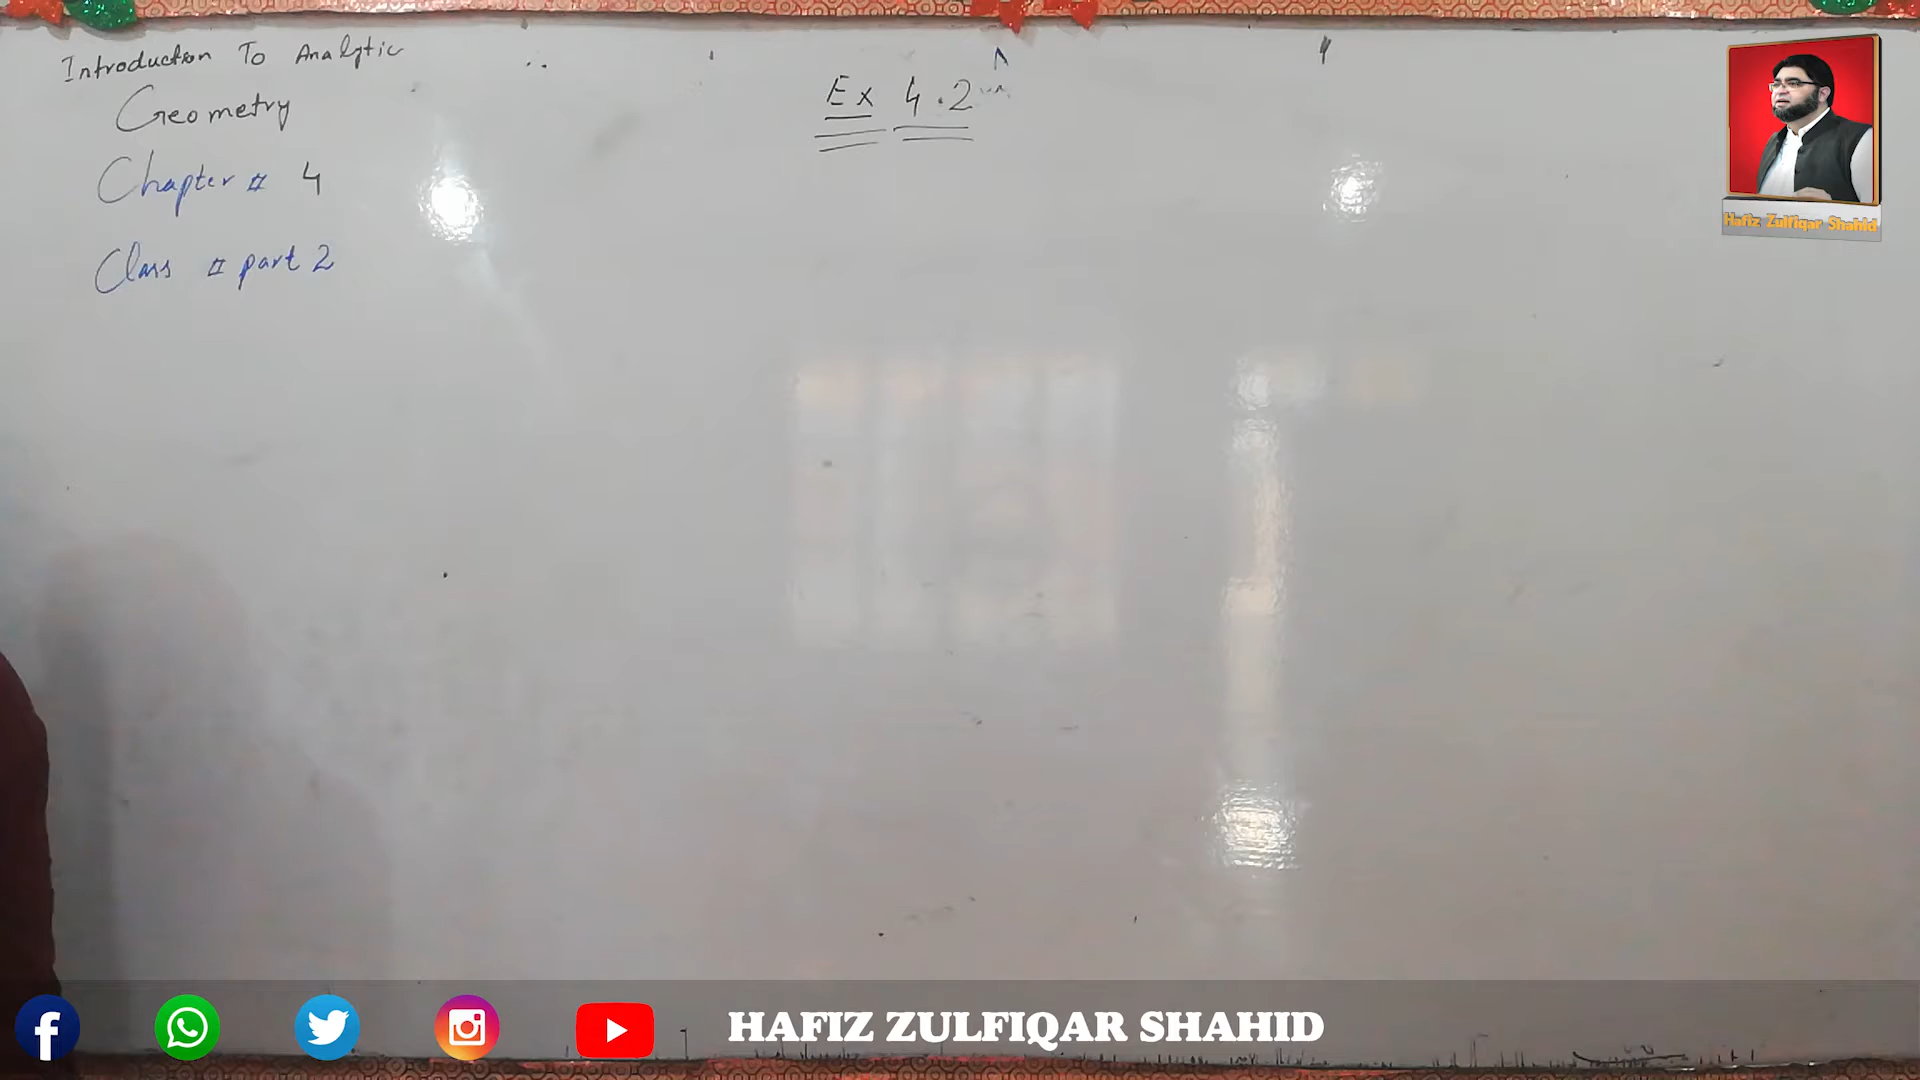 Introduction To Analytic
Geometry
Chapter # 4
Class # part 2
Ex 4.2
Hafiz Zulfiqar Shahid
HAFIZ ZULFIQAR SHAHID